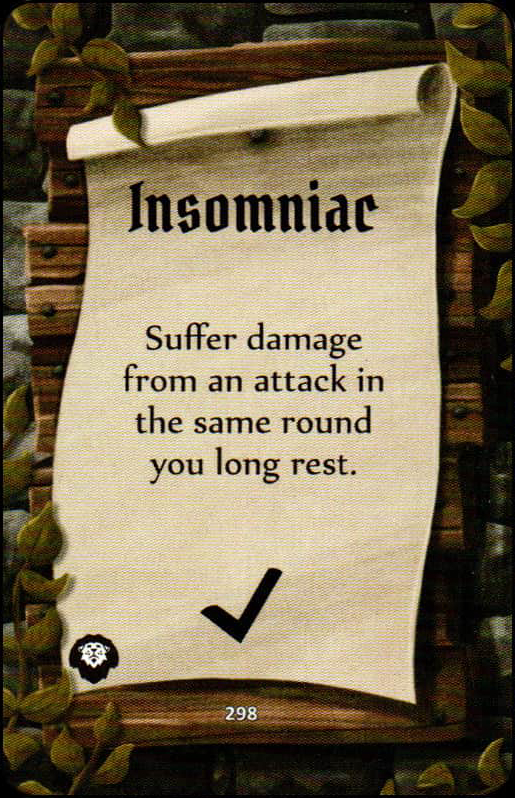 Insomniac
Suffer damage
from an attack in
the same round
you long rest.
298